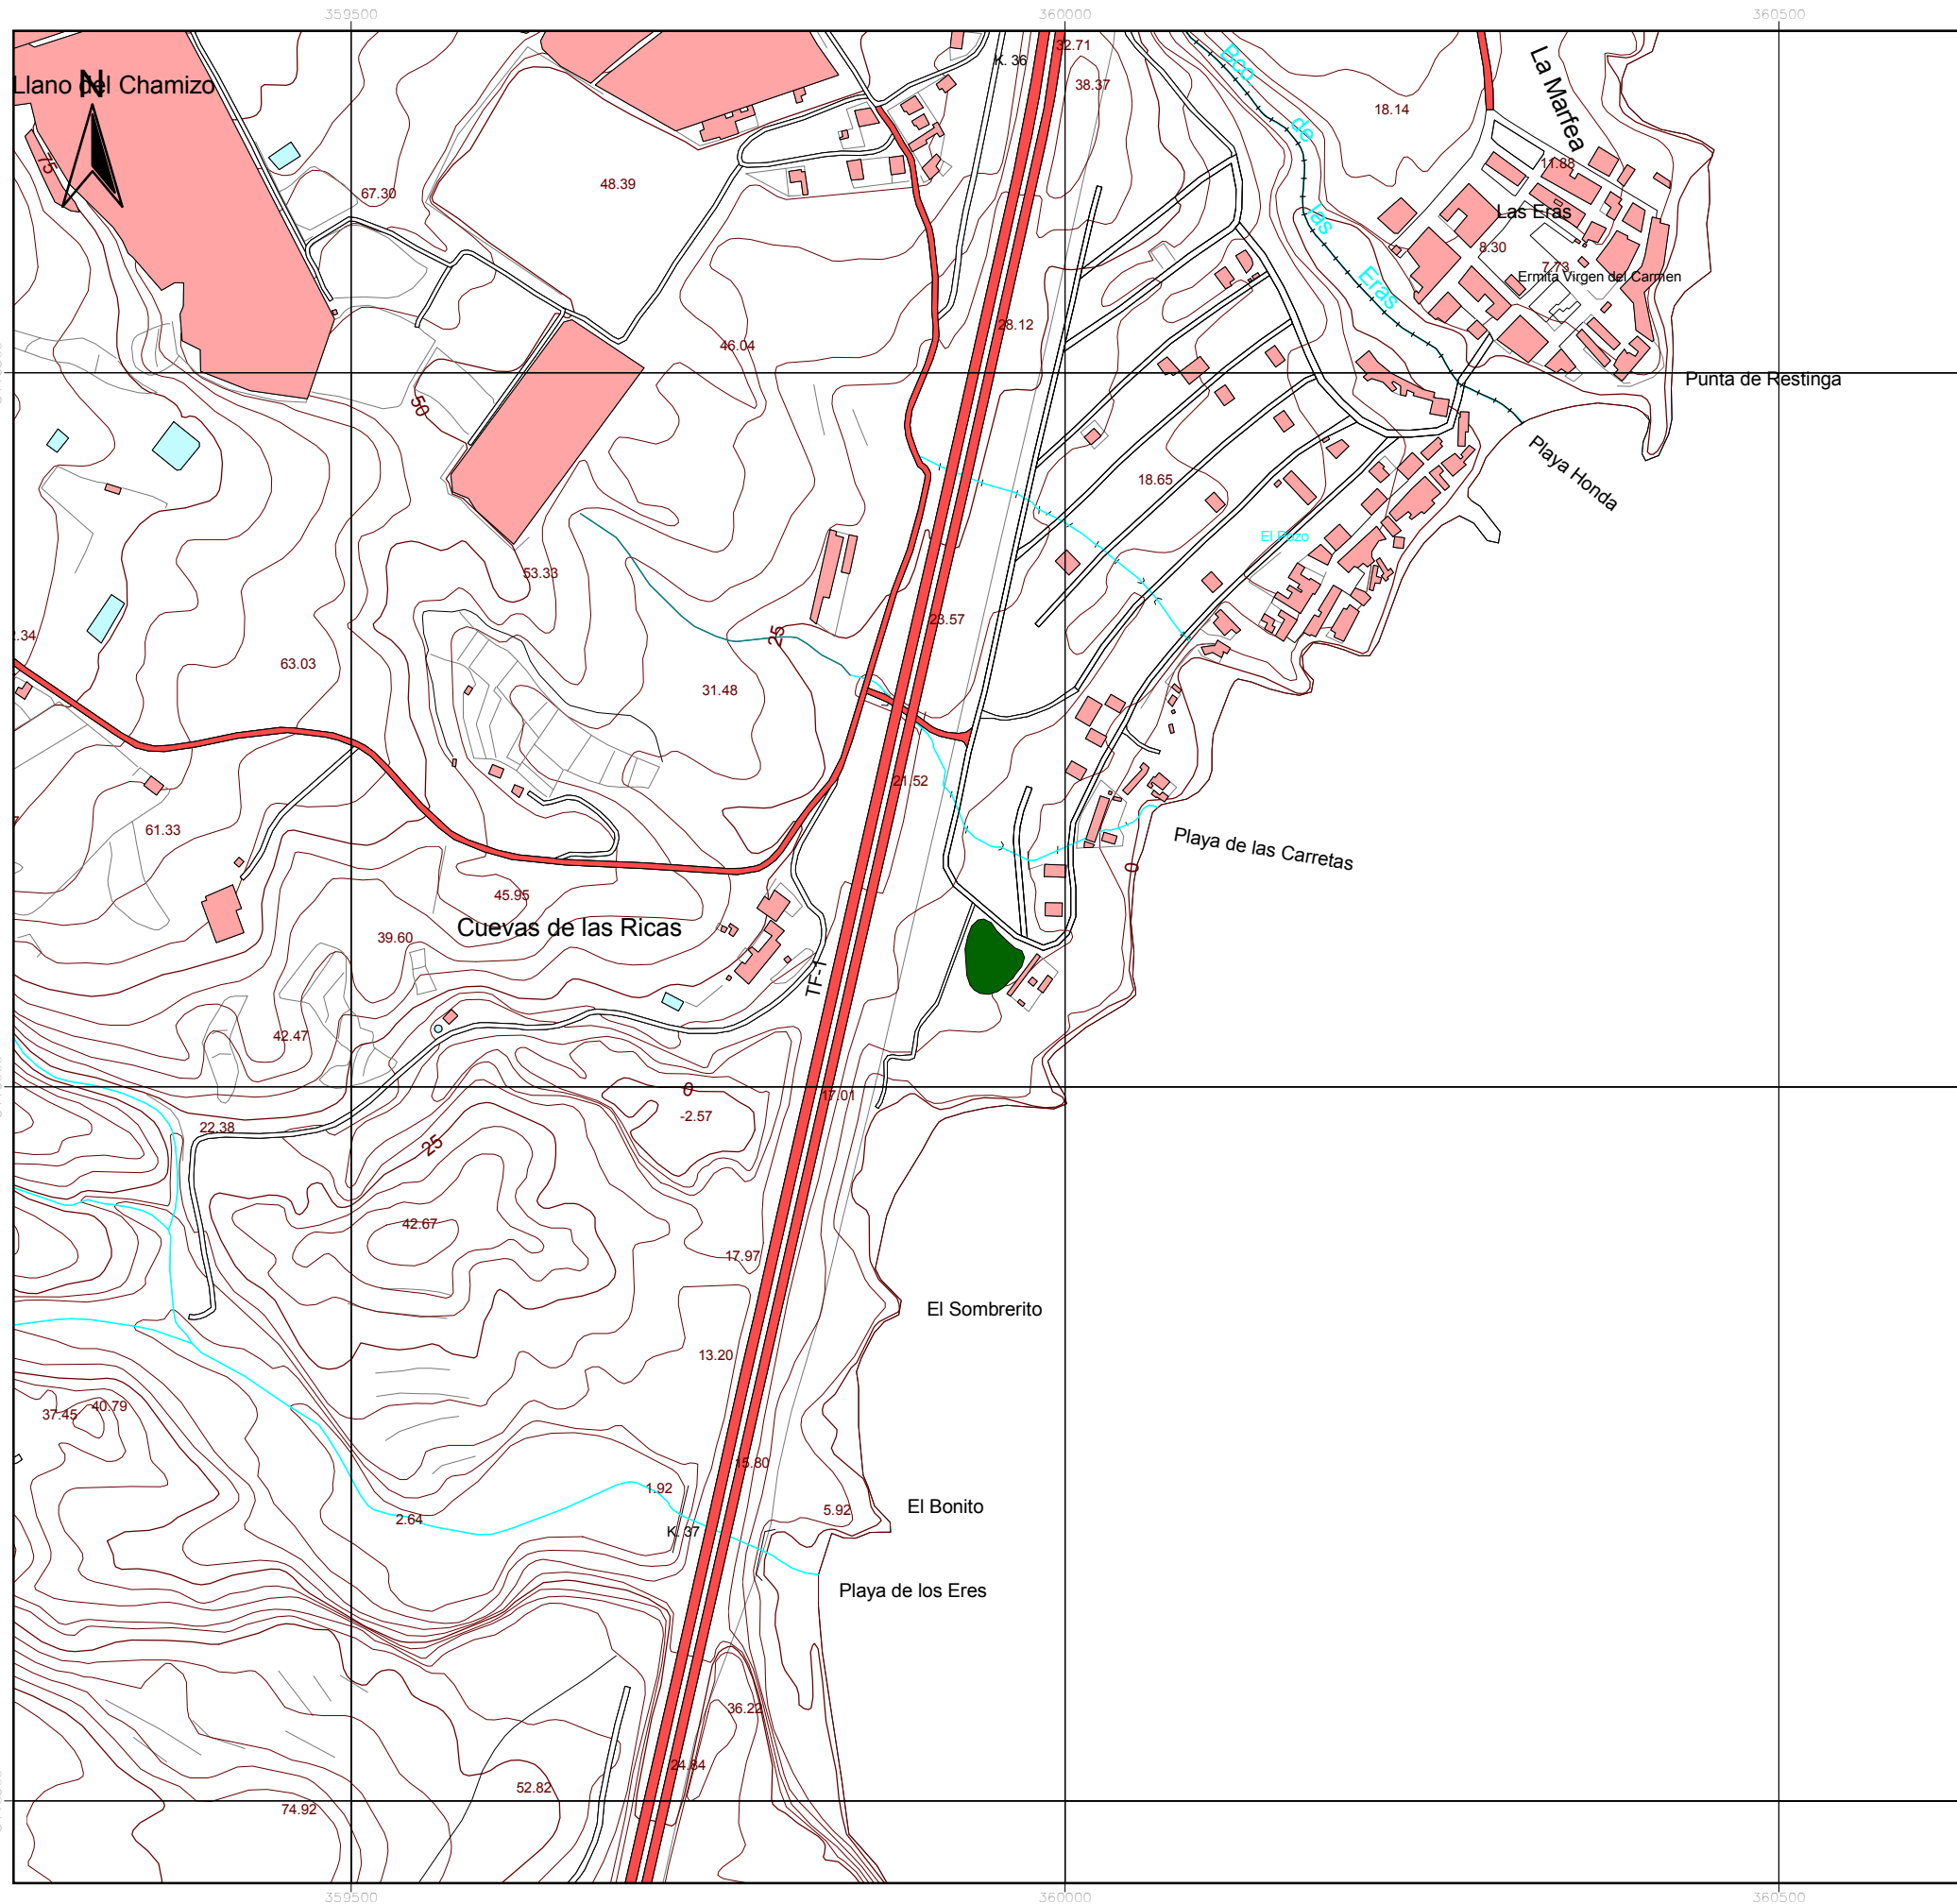 359500
360000
360500
Llano del Chamizo
N
75
67.30
48.39
K. 36
32.71
38.37
Bco
de
las
Eras
18.14
La Marfea
11.88
Las Eras
8.30
7.73
Ermita Virgen del Carmen
28.12
46.04
50
Punta de Restinga
Playa Honda
18.65
El Pozo
53.33
23.57
25
63.03
31.48
21.52
61.33
Playa de las Carretas
0
45.95
Cuevas de las Ricas
39.60
TF-1
42.47
0
-2.57
17.01
22.38
25
42.67
17.97
El Sombrerito
13.20
37.45
40.79
15.80
1.92
5.92
El Bonito
2.64
K. 37
Playa de los Eres
36.22
24.84
52.82
74.92
359500
360000
360500